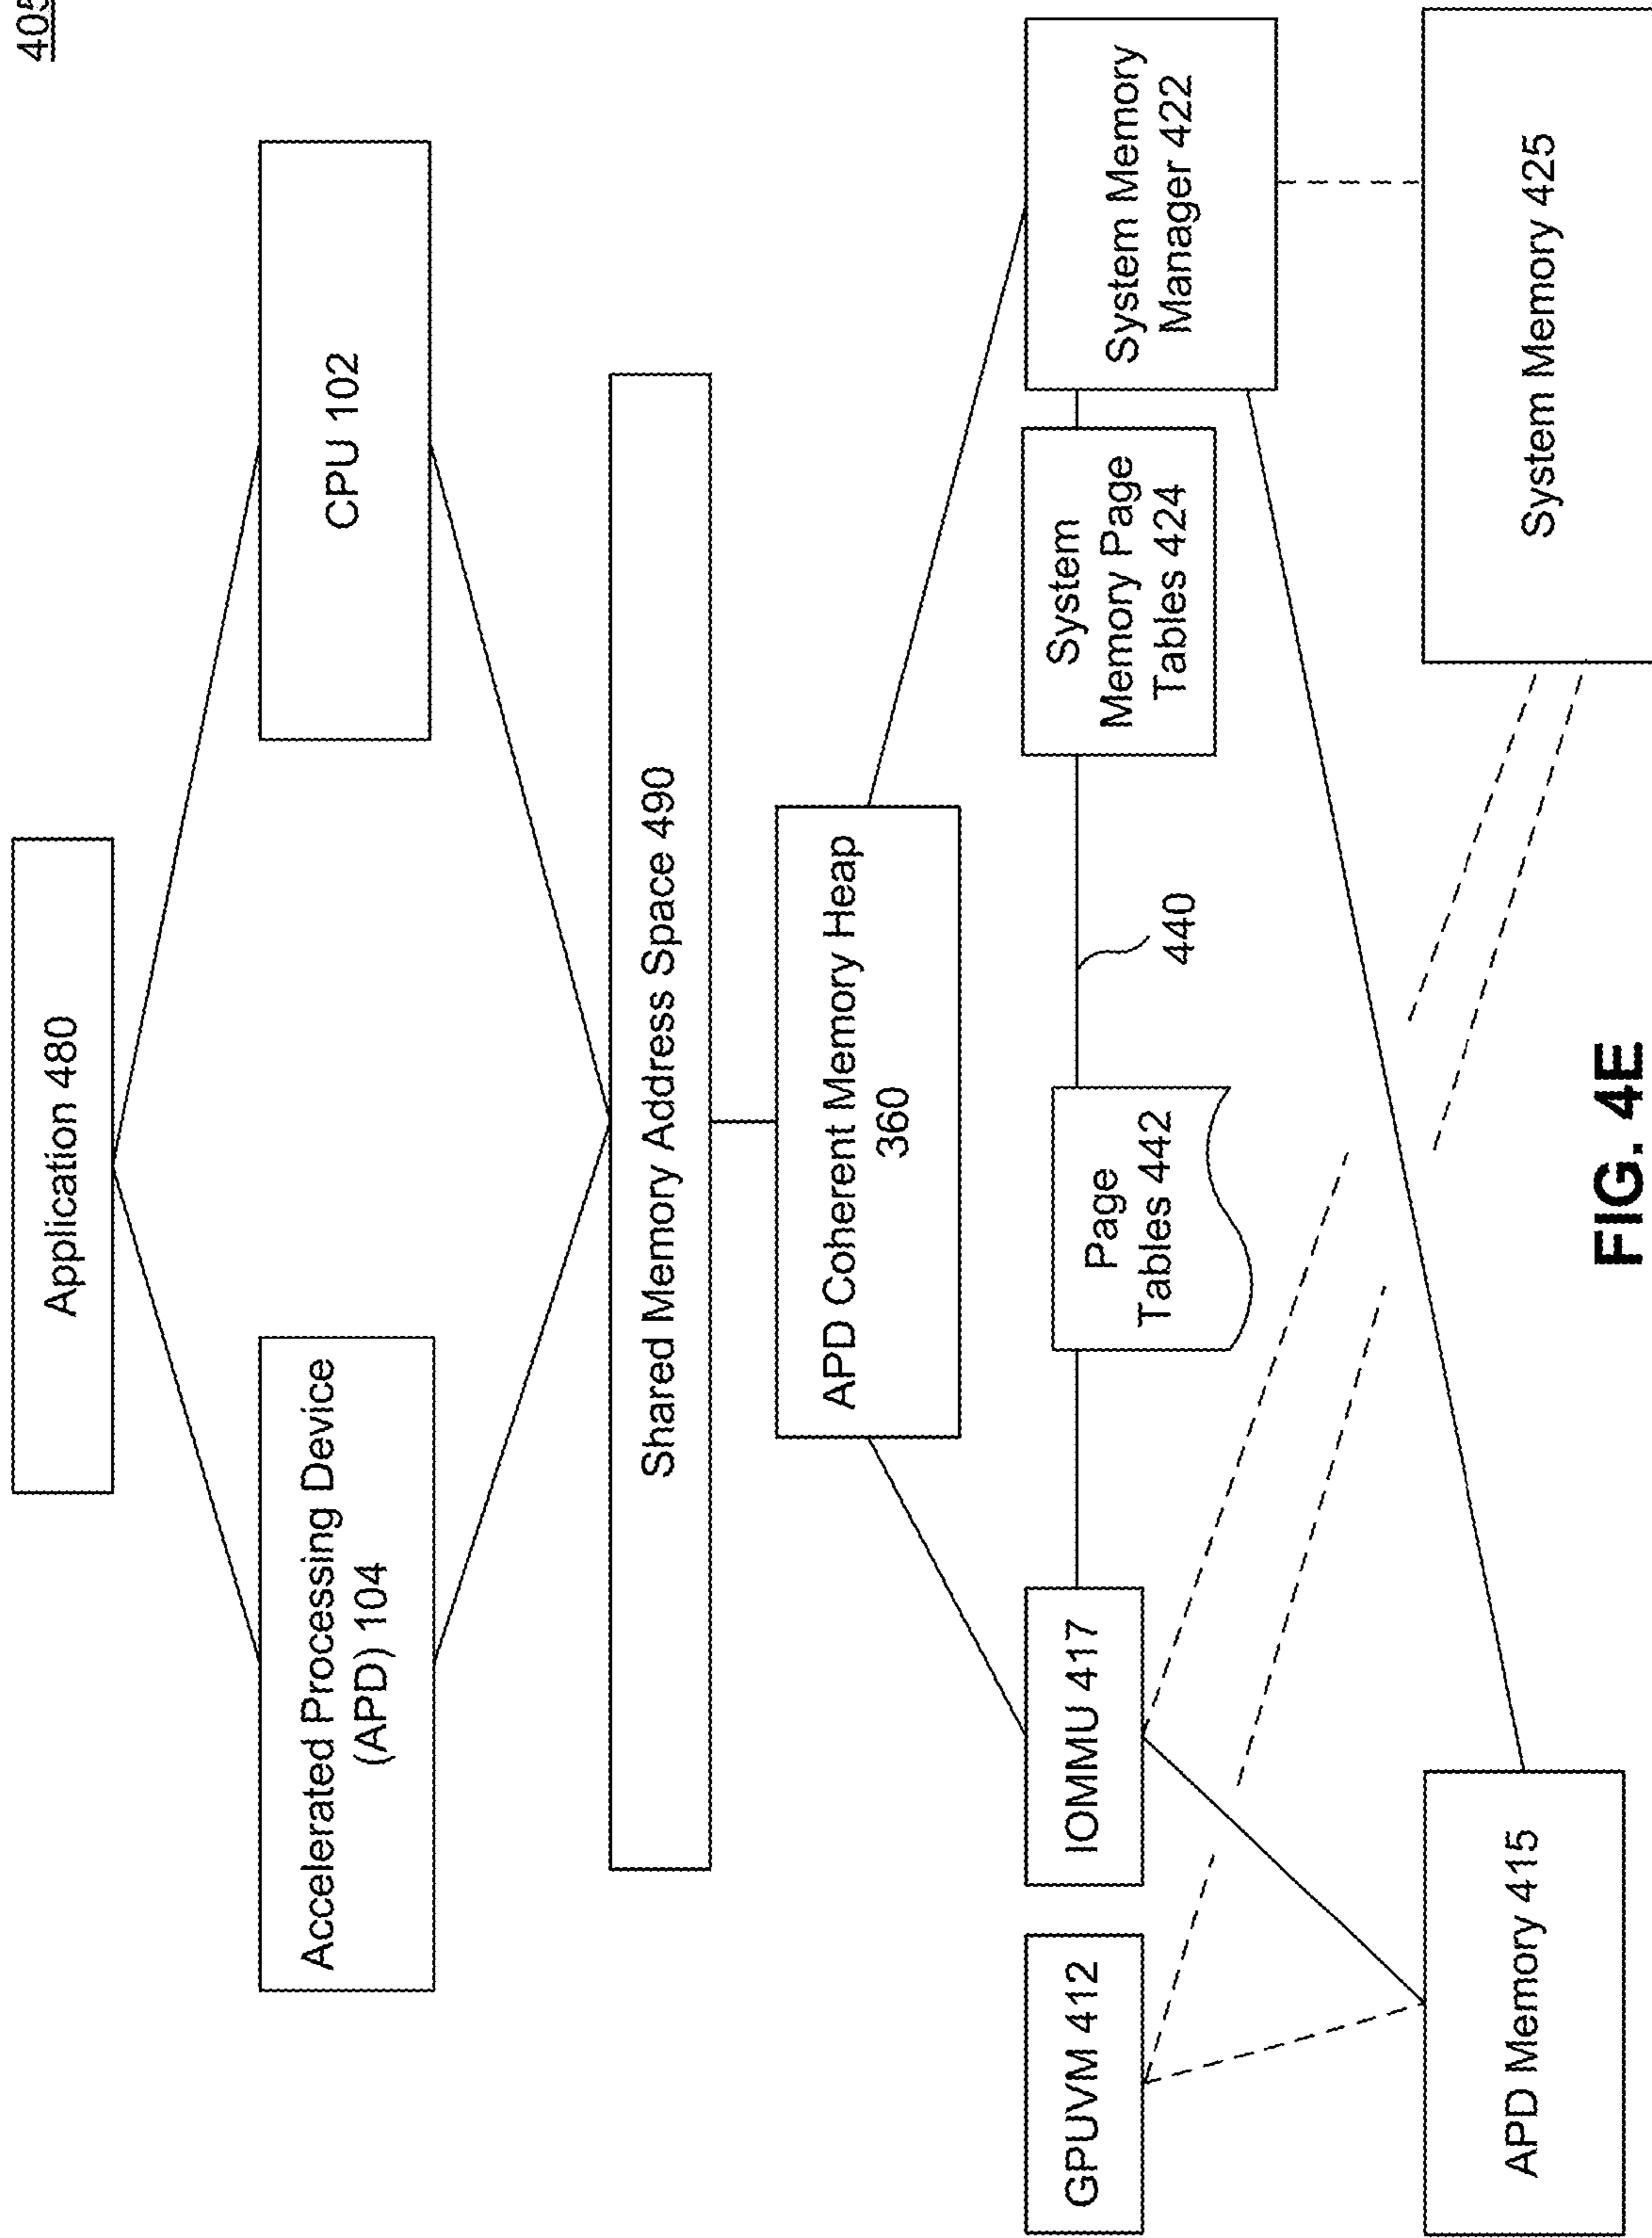 405
Application 480
Accelerated Processing Device
(APD) 104
CPU 102
Shared Memory Address Space 490
APD Coherent Memory Heap
360
GPUVM 412
IOMMU 417
Page
Tables 442
440
System
Memory Page
Tables 424
System Memory
Manager 422
APD Memory 415
System Memory 425
FIG. 4E